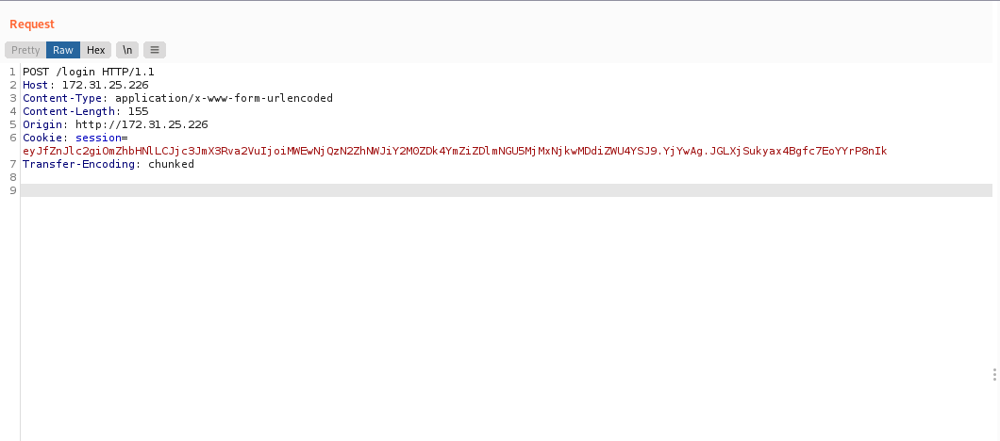 Request
Pretty Raw Hex \n ≡
1 POST /login HTTP/1.1
2 Host: 172.31.25.226
3 Content-Type: application/x-www-form-urlencoded
4 Content-Length: 155
5 Origin: http://172.31.25.226
6 Cookie: session=
eyJfZnJlc2giOmZhbHNlLCJjc3JmX3Rva2VuIjoiMWEwNjQzN2ZhNWJiY2M0ZDk4YmZiZDlmNGU5MjMxNjkwMDdiZWU4YSJ9.YjYwAg.JGLXjSukyax4Bgfc7EoYYrP8nIk
7 Transfer-Encoding: chunked
8
9